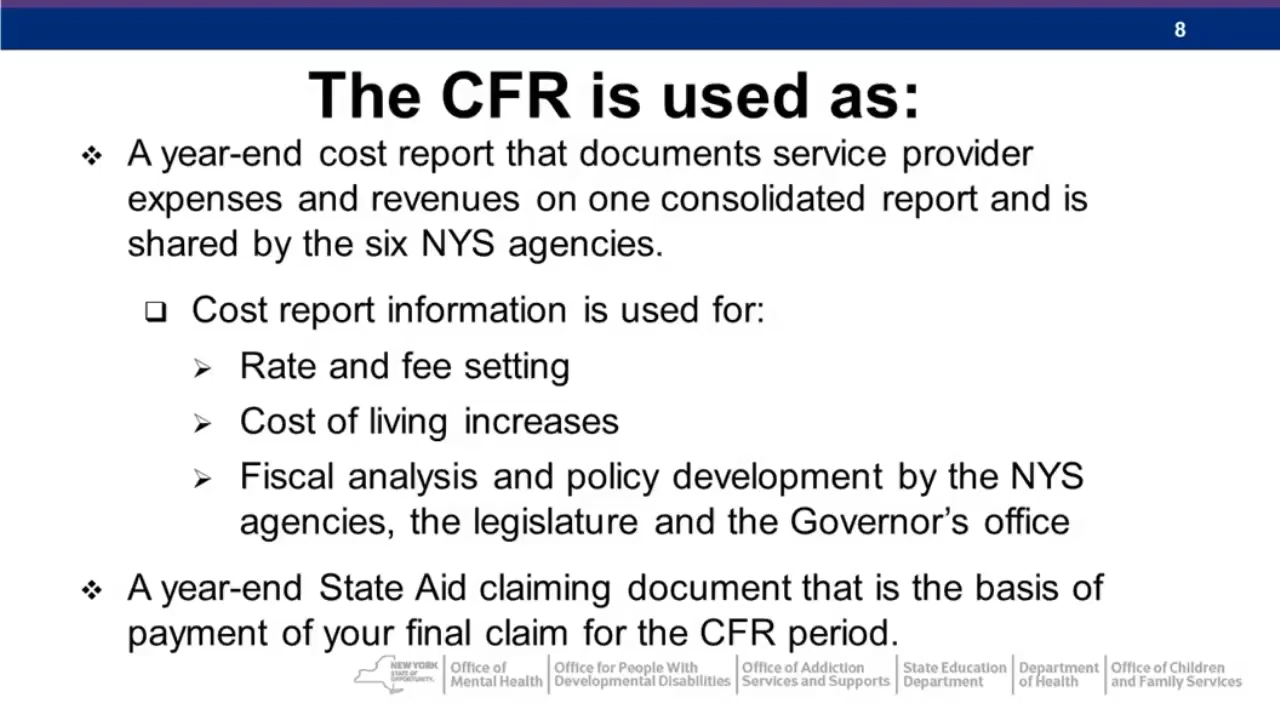 8
The CFR is used as:
❖ A year-end cost report that documents service provider
expenses and revenues on one consolidated report and is
shared by the six NYS agencies.
❑ Cost report information is used for:
➢ Rate and fee setting
➢ Cost of living increases
➢ Fiscal analysis and policy development by the NYS
agencies, the legislature and the Governor’s office
❖ A year-end State Aid claiming document that is the basis of
payment of your final claim for the CFR period.
NEW YORK
STATE OF
OPPORTUNITY.
Office of
Mental Health
Office for People With
Developmental Disabilities
Office of Addiction
Services and Supports
State Education
Department
Department
of Health
Office of Children
and Family Services